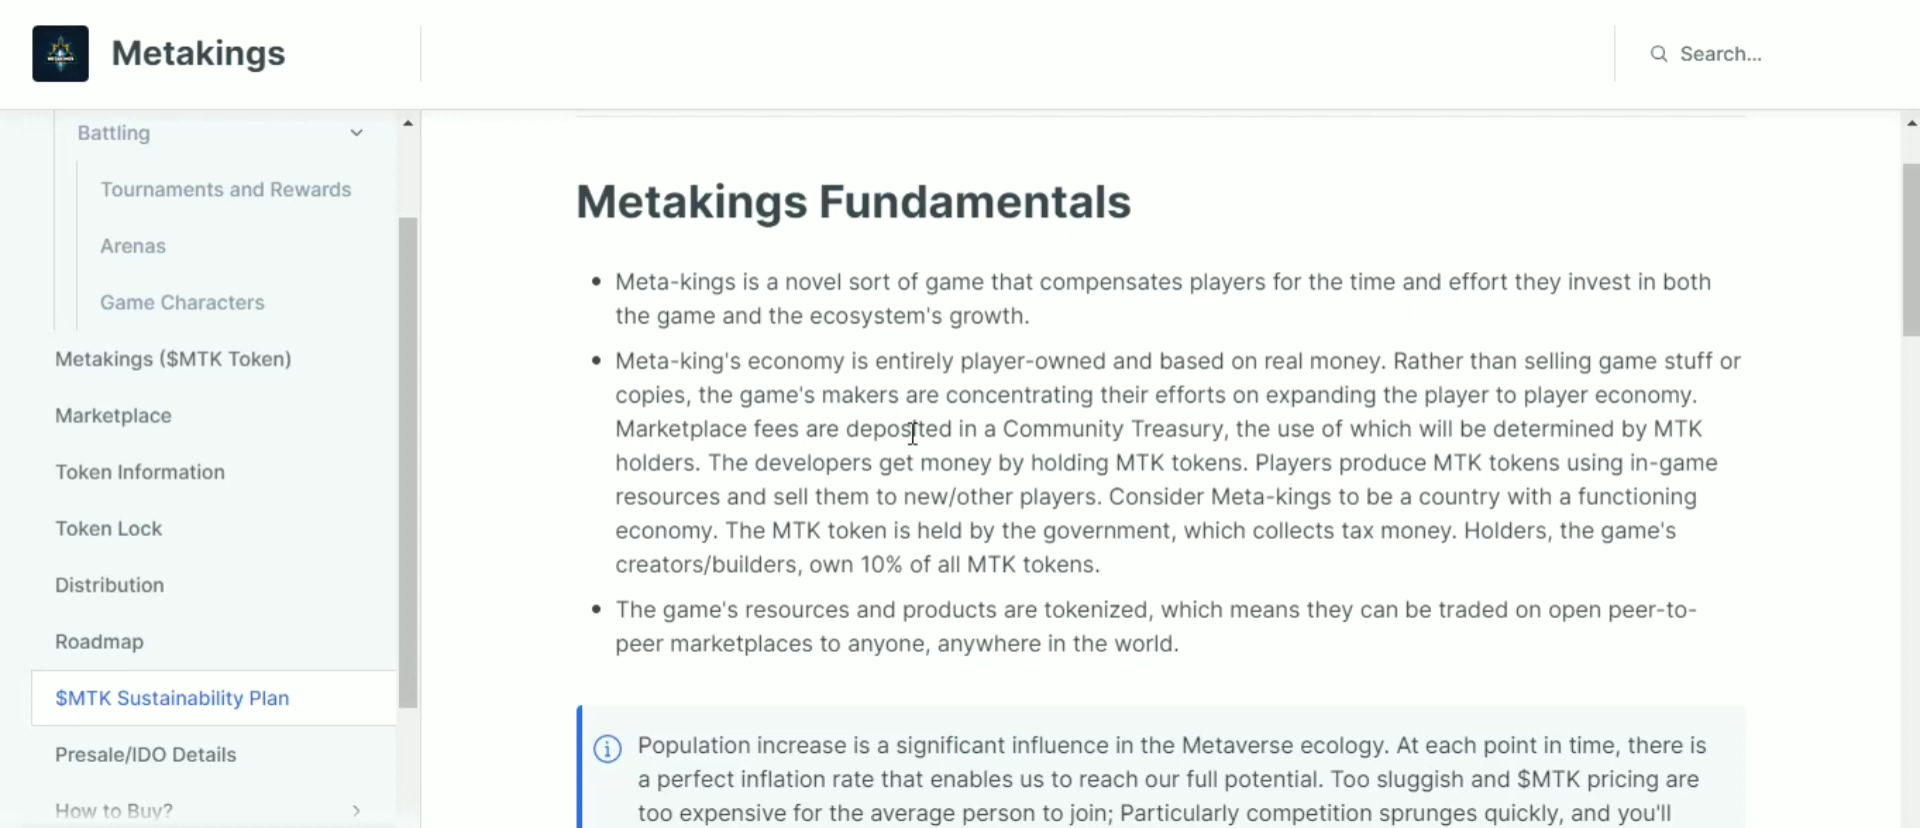 Metakings
Search...
Battling
Tournaments and Rewards
Arenas
Game Characters
Metakings ($MTK Token)
Marketplace
Token Information
Token Lock
Distribution
Roadmap
$MTK Sustainability Plan
Presale/IDO Details
How to Buy?
Metakings Fundamentals
Meta-kings is a novel sort of game that compensates players for the time and effort they invest in both
the game and the ecosystem's growth.
Meta-king's economy is entirely player-owned and based on real money. Rather than selling game stuff or
copies, the game's makers are concentrating their efforts on expanding the player to player economy.
Marketplace fees are deposited in a Community Treasury, the use of which will be determined by MTK
holders. The developers get money by holding MTK tokens. Players produce MTK tokens using in-game
resources and sell them to new/other players. Consider Meta-kings to be a country with a functioning
economy. The MTK token is held by the government, which collects tax money. Holders, the game's
creators/builders, own 10% of all MTK tokens.
The game's resources and products are tokenized, which means they can be traded on open peer-to-
peer marketplaces to anyone, anywhere in the world.
Population increase is a significant influence in the Metaverse ecology. At each point in time, there is
a perfect inflation rate that enables us to reach our full potential. Too sluggish and $MTK pricing are
too expensive for the average person to join; Particularly competition sprunges quickly, and you'll